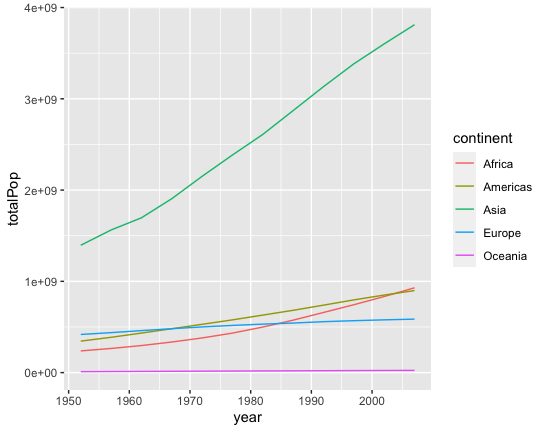 4e+09
3e+09
2e+09
1e+09
0e+00
totalPop
1950 1960 1970 1980 1990 2000
year
continent
Africa
Americas
Asia
Europe
Oceania